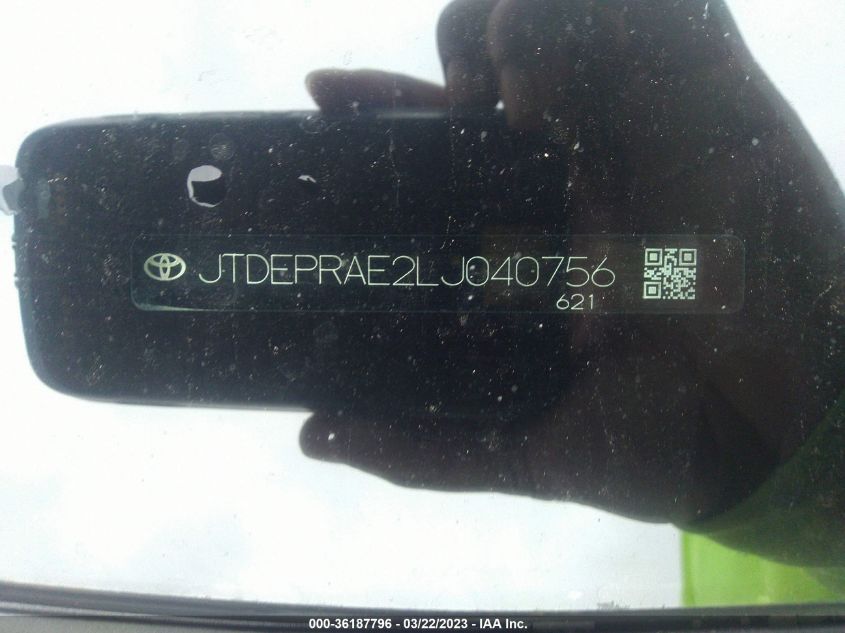 JTDEPRAE2LJ040756
621
000-36187796 - 03/22/2023 - IAA Inc.